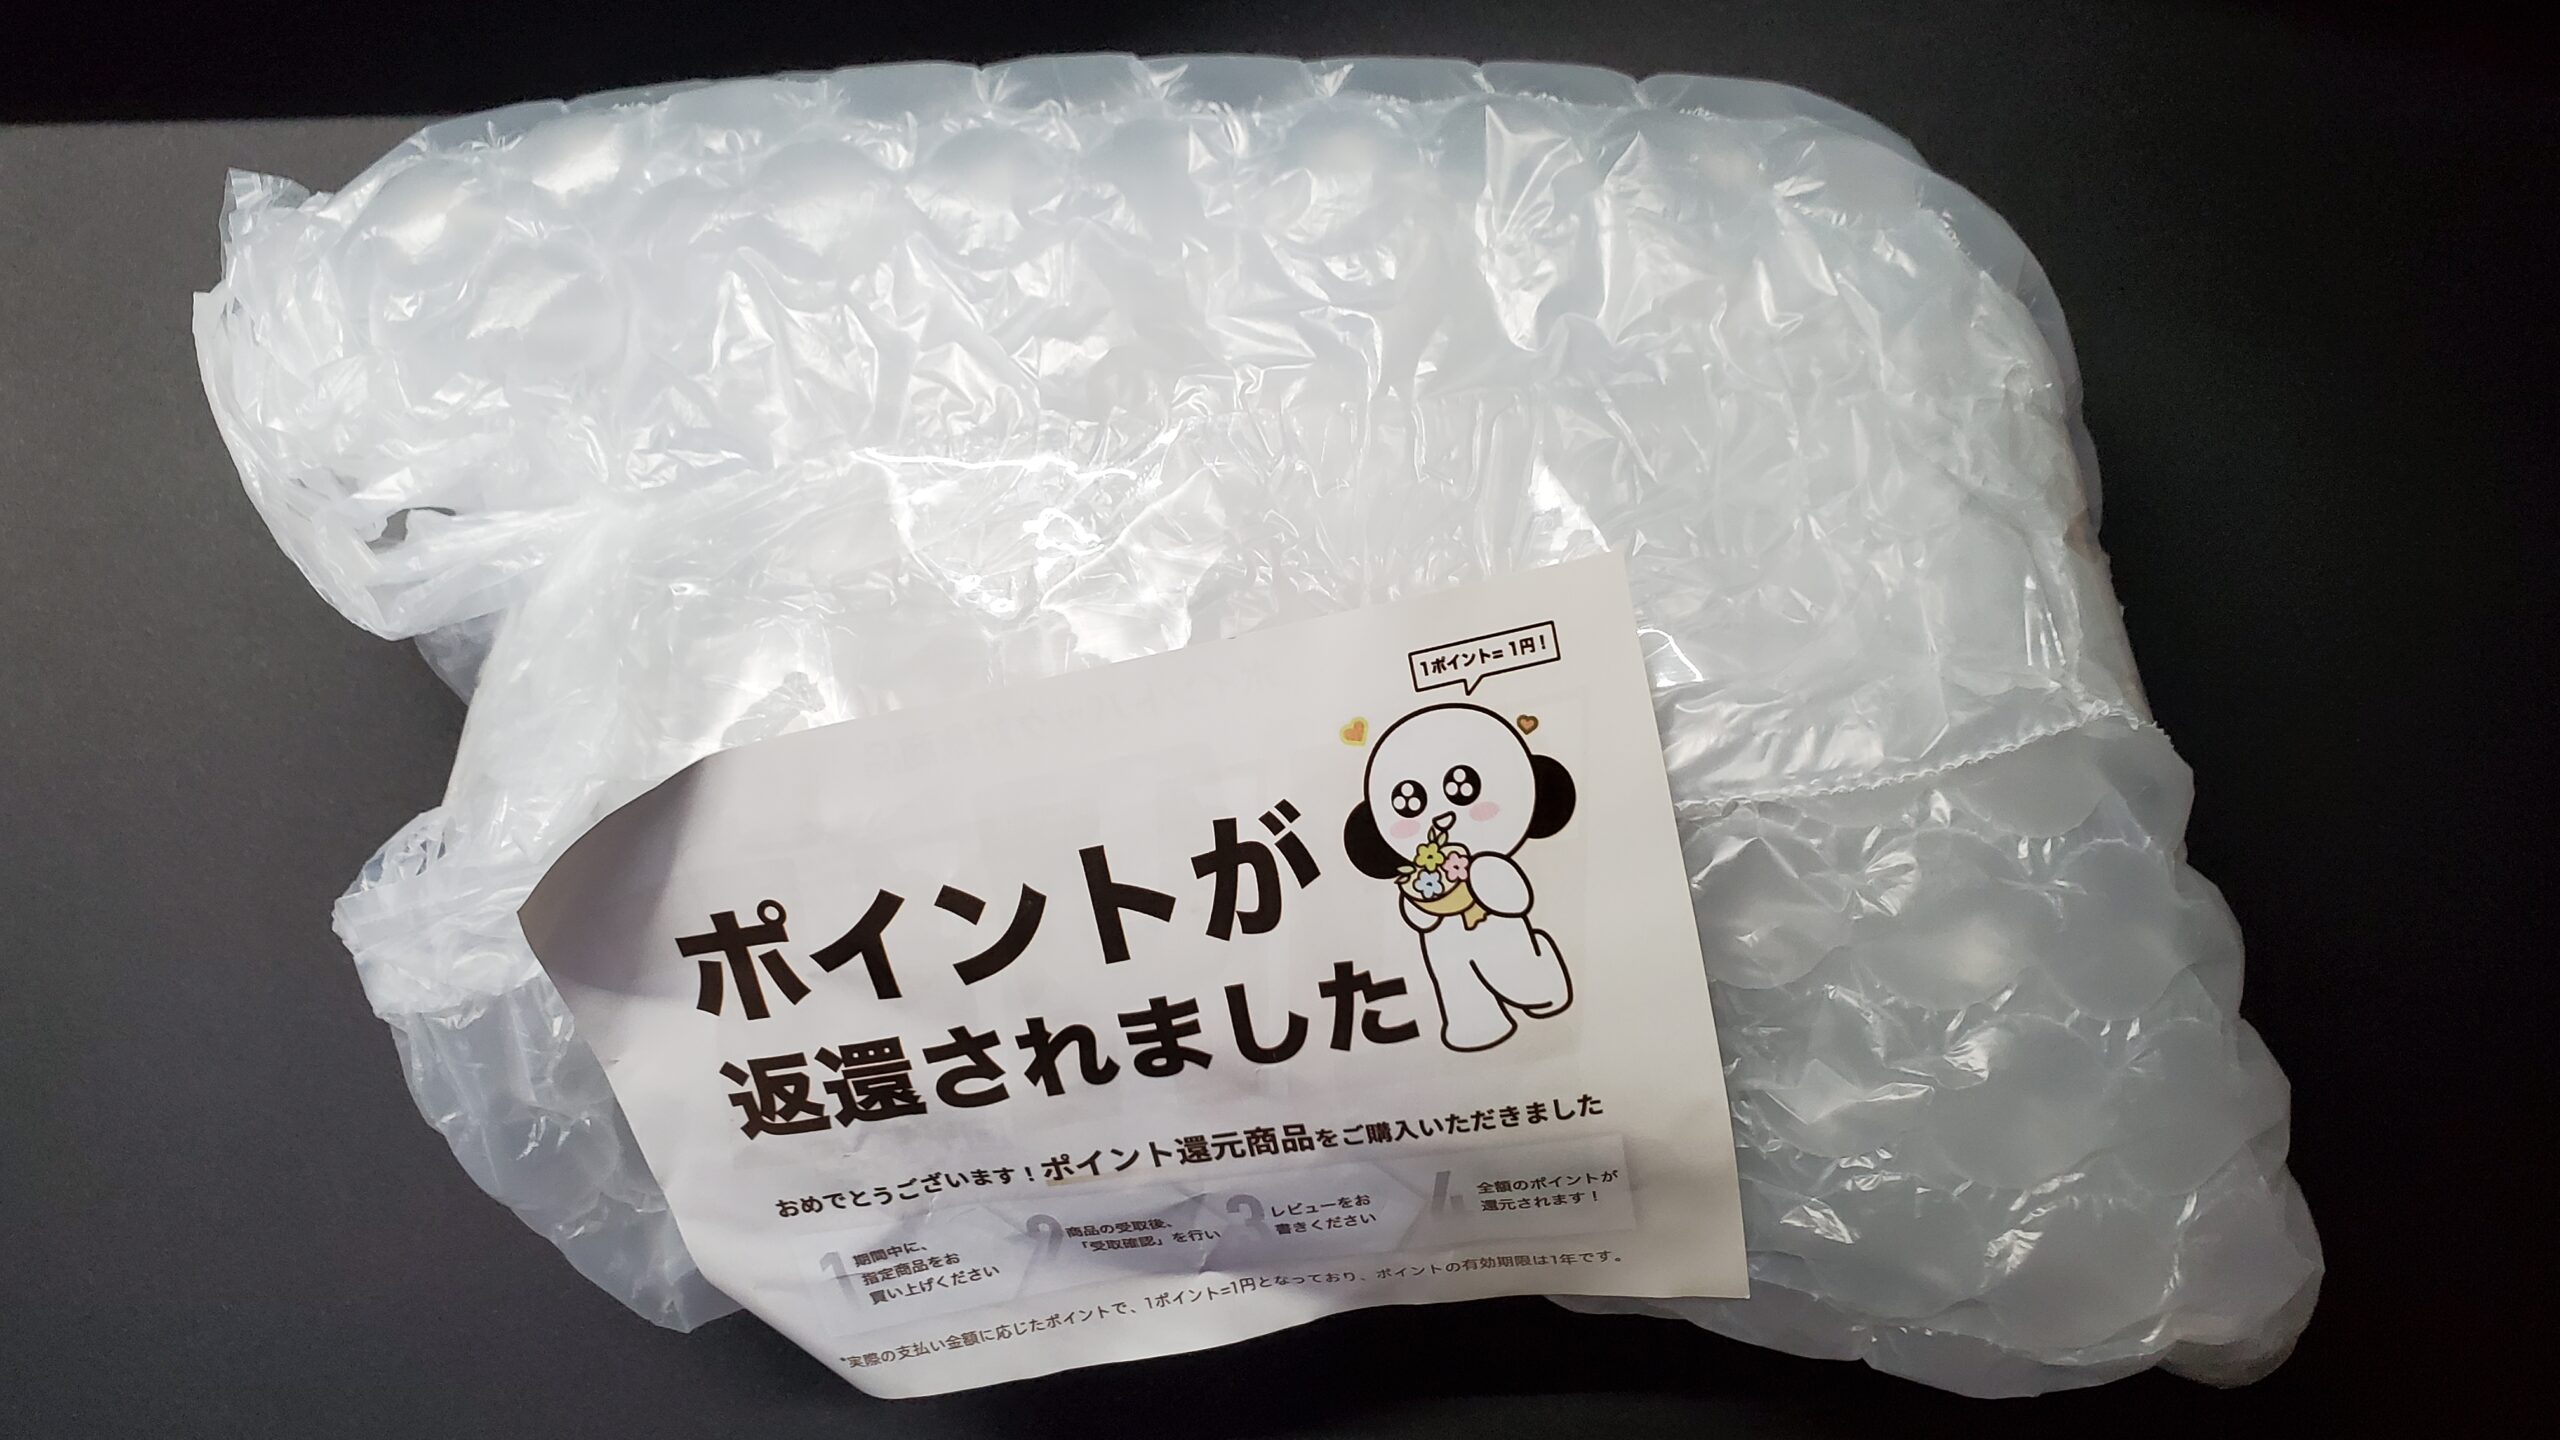 1ポイント= 1円！
ポイントが
返還されました
おめでとうございます！ポイント還元商品をご購入いただきました
1 期間中に、
指定商品をお
買い上げください
2 商品の受取後、
「受取確認」を行い
3 レビューをお
書きください
4 全額のポイントが
還元されます！
*実際の支払い金額に応じたポイントで、1ポイント=1円となっており、ポイントの有効期限は1年です。